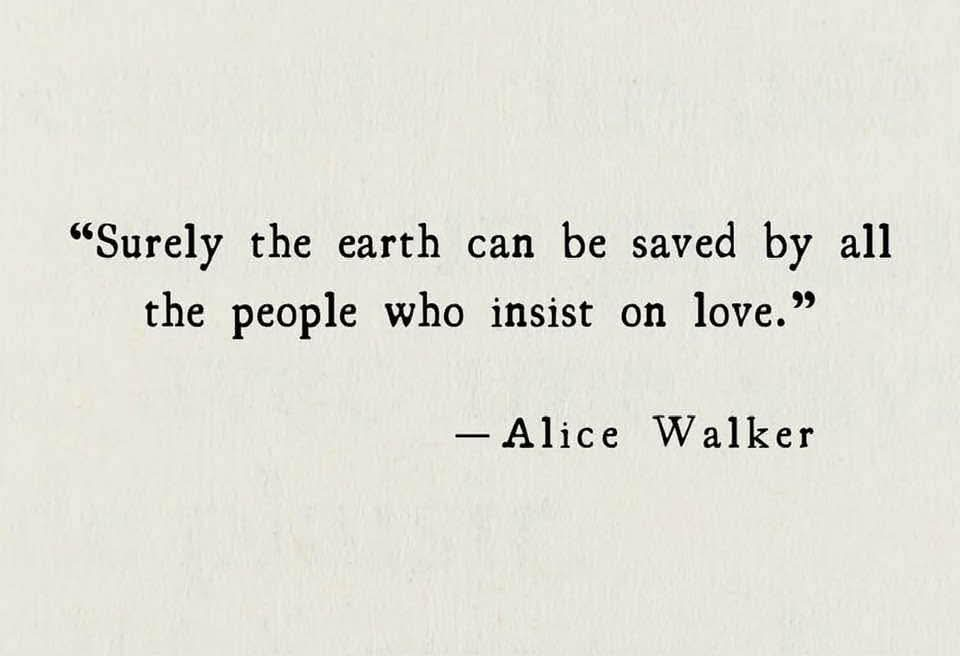 “Surely the earth can be saved by all
the people who insist on love.”
—Alice Walker